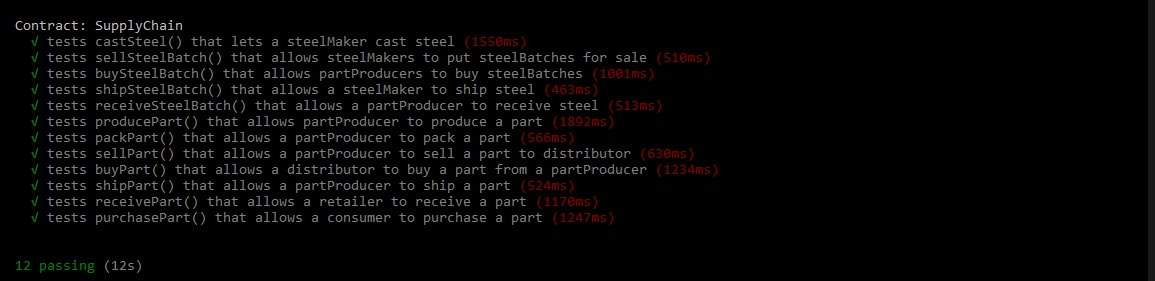 Contract: SupplyChain
√ tests castSteel() that lets a steelMaker cast steel (1550ms)
√ tests sellSteelBatch() that allows steelMakers to put steelBatches for sale (510ms)
√ tests buySteelBatch() that allows partProducers to buy steelBatches (1001ms)
√ tests shipSteelBatch() that allows a steelMaker to ship steel (463ms)
√ tests receiveSteelBatch() that allows a partProducer to receive steel (513ms)
√ tests producePart() that allows partProducer to produce a part (1892ms)
√ tests packPart() that allows a partProducer to pack a part (566ms)
√ tests sellPart() that allows a partProducer to sell a part to distributor (630ms)
√ tests buyPart() that allows a distributor to buy a part from a partProducer (1234ms)
√ tests shipPart() that allows a partProducer to ship a part (524ms)
√ tests receivePart() that allows a retailer to receive a part (1170ms)
√ tests purchasePart() that allows a consumer to purchase a part (1247ms)
12 passing (12s)